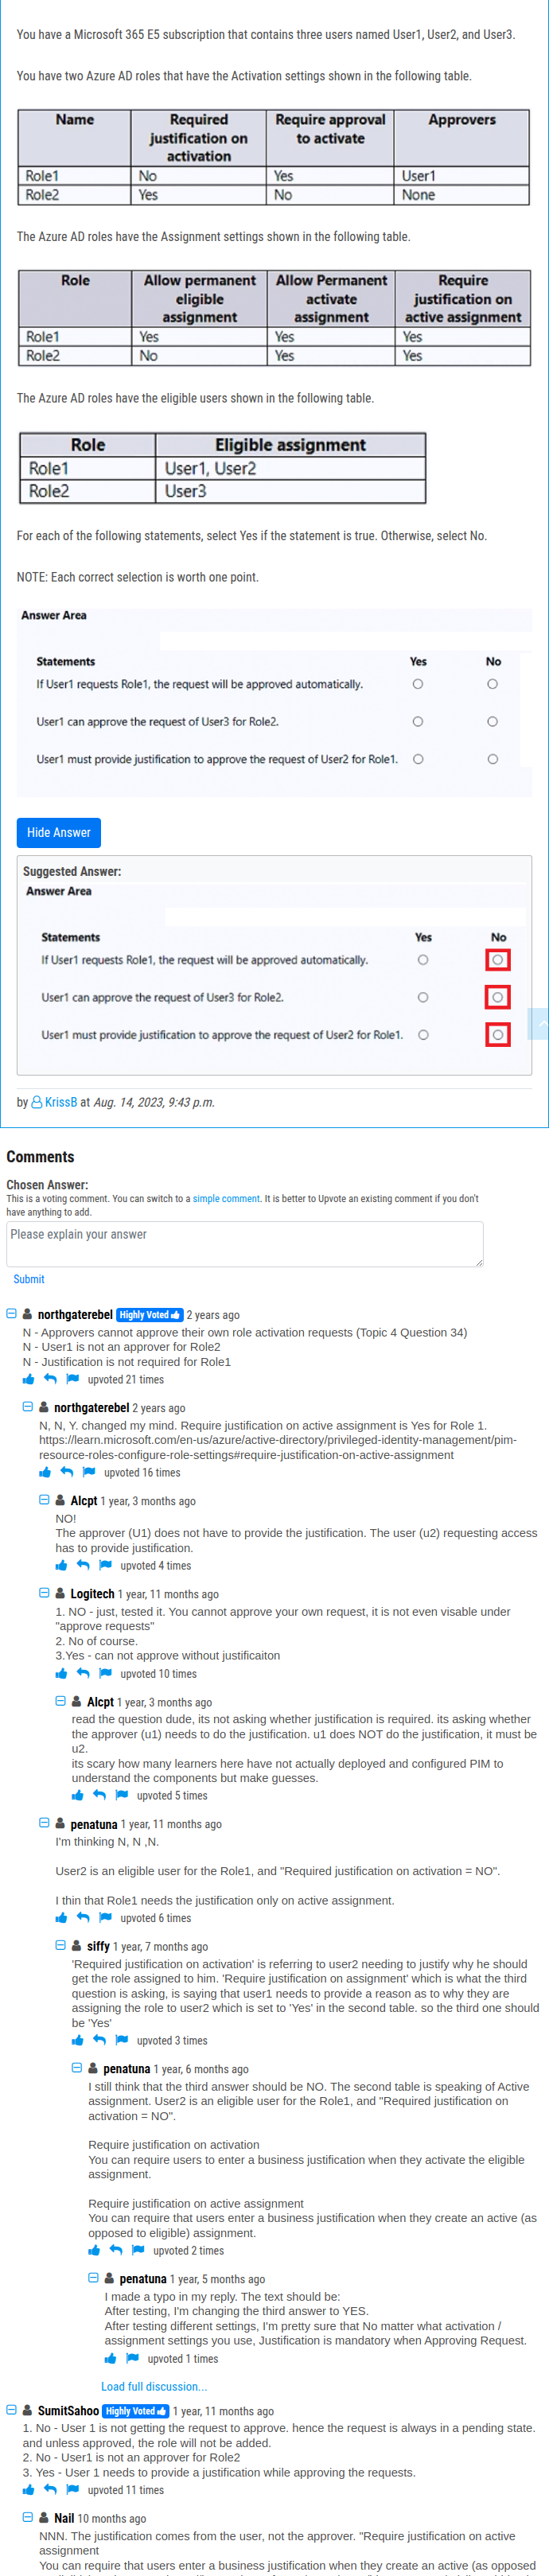 You have a Microsoft 365 E5 subscription that contains three users named User1, User2, and User3.
You have two Azure AD roles that have the Activation settings shown in the following table.
Name Required justification on activation Require approval to activate Approvers
Role1 No Yes User1
Role2 Yes No None
The Azure AD roles have the Assignment settings shown in the following table.
Role Allow permanent eligible assignment Allow Permanent activate assignment Require justification on active assignment
Role1 Yes Yes Yes
Role2 No Yes Yes
The Azure AD roles have the eligible users shown in the following table.
Role Eligible assignment
Role1 User1, User2
Role2 User3
For each of the following statements, select Yes if the statement is true. Otherwise, select No.
NOTE: Each correct selection is worth one point.
Answer Area
Statements Yes No
If User1 requests Role1, the request will be approved automatically.
User1 can approve the request of User3 for Role2.
User1 must provide justification to approve the request of User2 for Role1.
Hide Answer
Suggested Answer:
Answer Area
Statements Yes No
If User1 requests Role1, the request will be approved automatically.
User1 can approve the request of User3 for Role2.
User1 must provide justification to approve the request of User2 for Role1.
by KrissB at Aug. 14, 2023, 9:43 p.m.
Comments
Chosen Answer:
This is a voting comment. You can switch to a simple comment. It is better to Upvote an existing comment if you don't
have anything to add.
Please explain your answer
Submit
northgaterebel Highly Voted 2 years ago
N - Approvers cannot approve their own role activation requests (Topic 4 Question 34)
N - User1 is not an approver for Role2
N - Justification is not required for Role1
upvoted 21 times
northgaterebel 2 years ago
N, N, Y. changed my mind. Require justification on active assignment is Yes for Role 1.
https://learn.microsoft.com/en-us/azure/active-directory/privileged-identity-management/pim-
resource-roles-configure-role-settings#require-justification-on-active-assignment
upvoted 16 times
Alcpt 1 year, 3 months ago
NO!
The approver (U1) does not have to provide the justification. The user (u2) requesting access
has to provide justification.
upvoted 4 times
Logitech 1 year, 11 months ago
1. NO - just, tested it. You cannot approve your own request, it is not even visable under
"approve requests"
2. No of course.
3.Yes - can not approve without justificaiton
upvoted 10 times
Alcpt 1 year, 3 months ago
read the question dude, its not asking whether justification is required. its asking whether
the approver (u1) needs to do the justification. u1 does NOT do the justification, it must be
u2.
its scary how many learners here have not actually deployed and configured PIM to
understand the components but make guesses.
upvoted 5 times
penatuna 1 year, 11 months ago
I'm thinking N, N ,N.
User2 is an eligible user for the Role1, and "Required justification on activation = NO".
I thin that Role1 needs the justification only on active assignment.
upvoted 6 times
siffy 1 year, 7 months ago
'Required justification on activation' is referring to user2 needing to justify why he should
get the role assigned to him. 'Require justification on assignment' which is what the third
question is asking, is saying that user1 needs to provide a reason as to why they are
assigning the role to user2 which is set to 'Yes' in the second table. so the third one should
be 'Yes'
upvoted 3 times
penatuna 1 year, 6 months ago
I still think that the third answer should be NO. The second table is speaking of Active
assignment. User2 is an eligible user for the Role1, and "Required justification on
activation = NO".
Require justification on activation
You can require users to enter a business justification when they activate the eligible
assignment.
Require justification on active assignment
You can require that users enter a business justification when they create an active (as
opposed to eligible) assignment.
upvoted 2 times
penatuna 1 year, 5 months ago
I made a typo in my reply. The text should be:
After testing, I'm changing the third answer to YES.
After testing different settings, I'm pretty sure that No matter what activation /
assignment settings you use, Justification is mandatory when Approving Request.
upvoted 1 times
Load full discussion...
SumitSahoo Highly Voted 1 year, 11 months ago
1. No - User 1 is not getting the request to approve. hence the request is always in a pending state.
and unless approved, the role will not be added.
2. No - User1 is not an approver for Role2
3. Yes - User 1 needs to provide a justification while approving the requests.
upvoted 11 times
Nail 10 months ago
NNN. The justification comes from the user, not the approver. "Require justification on active
assignment
You can require that users enter a business justification when they create an active (as opposed